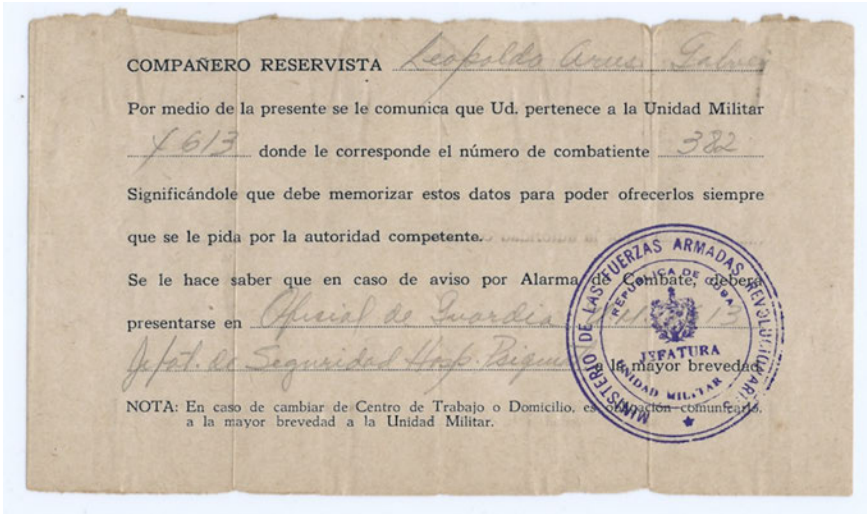 COMPAÑERO RESERVISTA Leopoldo Arus Galvez
Por medio de la presente se le comunica que Ud. pertenece a la Unidad Militar
4613 donde le corresponde el número de combatiente 382
Significándole que debe memorizar estos datos para poder ofrecerlos siempre
que se le pida por la autoridad competente.
Se le hace saber que en caso de aviso por Alarma de Combate, deberá
presentarse en Oficial de Guardia 4613
de Seguridad Hosp. a la mayor brevedad.
NOTA: En caso de cambiar de Centro de Trabajo o Domicilio, es obligación comunicarlo,
a la mayor brevedad a la Unidad Militar.
MINISTERIO DE LAS FUERZAS ARMADAS REVOLUCIONARIAS
REPUBLICA DE CUBA
JEFATURA
UNIDAD MILITAR